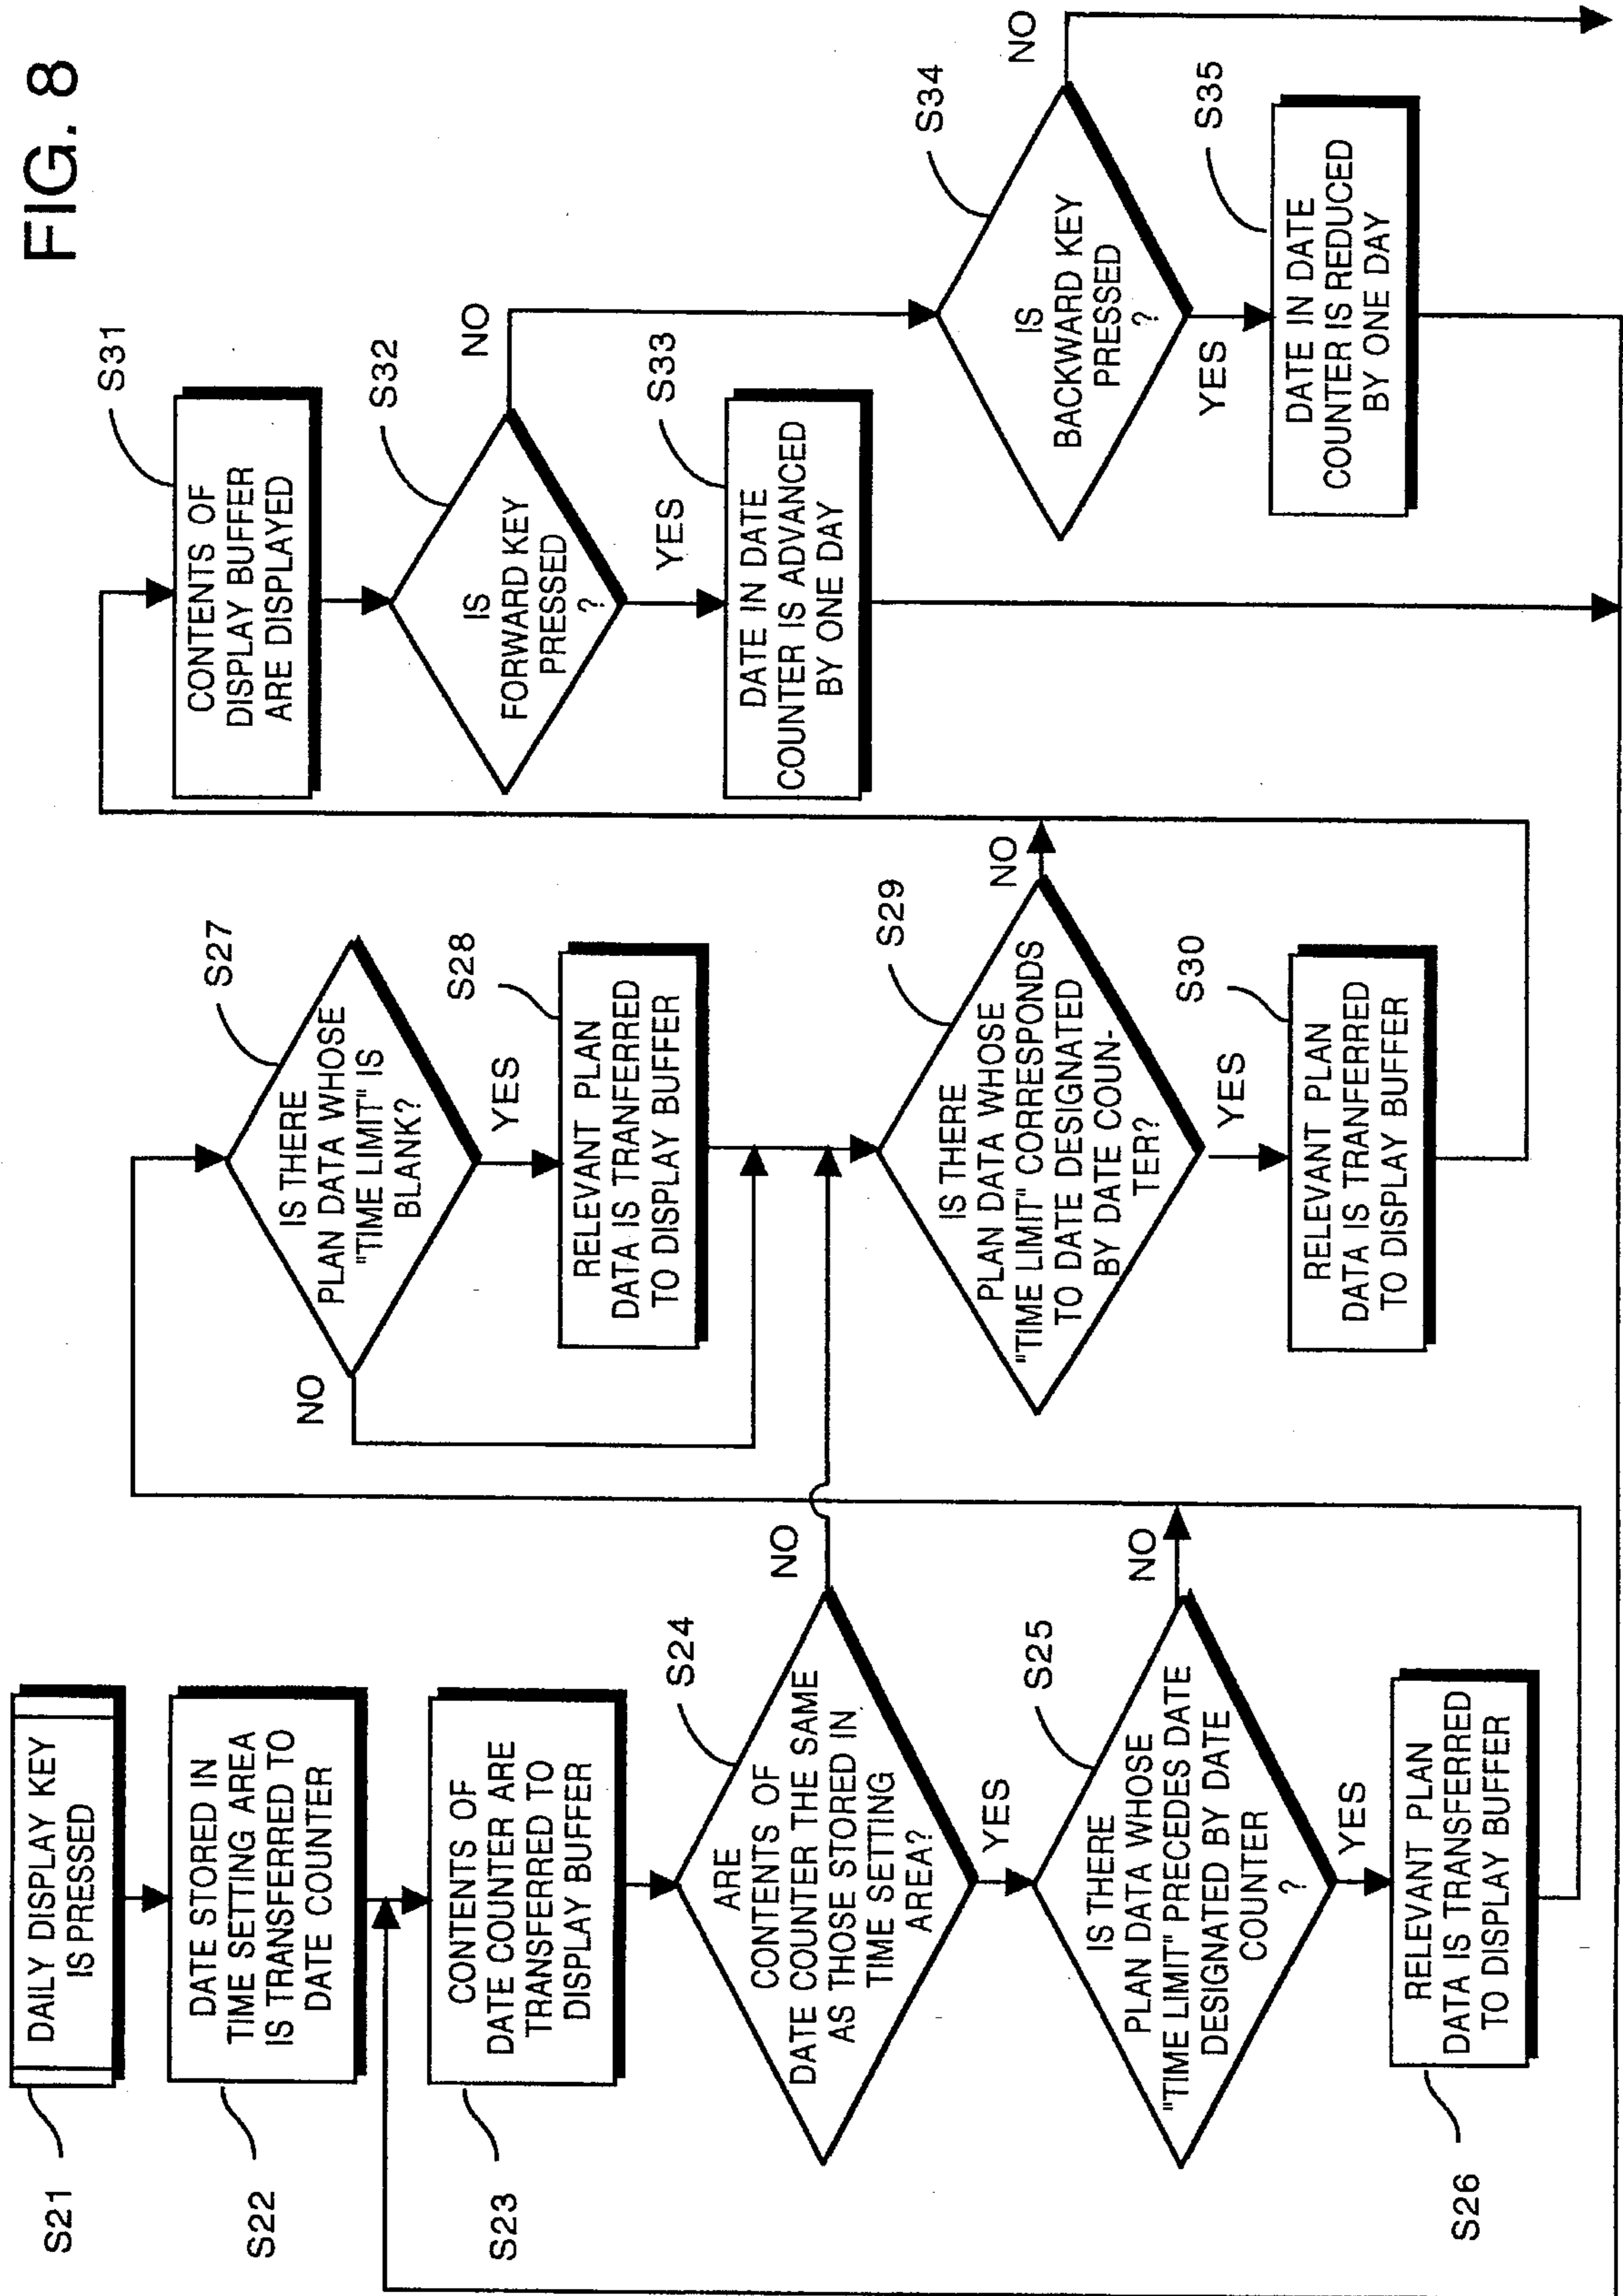 FIG. 8
S21
DAILY DISPLAY KEY
IS PRESSED
S22
DATE STORED IN
TIME SETTING AREA
IS TRANSFERRED TO
DATE COUNTER
S23
CONTENTS OF
DATE COUNTER ARE
TRANSFERRED TO
DISPLAY BUFFER
S24
ARE
CONTENTS OF
DATE COUNTER THE SAME
AS THOSE STORED IN
TIME SETTING
AREA?
NO
YES
S25
IS THERE
PLAN DATA WHOSE
"TIME LIMIT" PRECEDES DATE
DESIGNATED BY DATE
COUNTER
?
NO
YES
S26
RELEVANT PLAN
DATA IS TRANSFERRED
TO DISPLAY BUFFER
S27
IS THERE
PLAN DATA WHOSE
"TIME LIMIT" IS
BLANK?
NO
YES
S28
RELEVANT PLAN
DATA IS TRANFERRED
TO DISPLAY BUFFER
S29
IS THERE
PLAN DATA WHOSE
"TIME LIMIT" CORRESPONDS
TO DATE DESIGNATED
BY DATE COUN-
TER?
NO
YES
S30
RELEVANT PLAN
DATA IS TRANFERRED
TO DISPLAY BUFFER
S31
CONTENTS OF
DISPLAY BUFFER
ARE DISPLAYED
S32
IS
FORWARD KEY
PRESSED
?
NO
YES
S33
DATE IN DATE
COUNTER IS ADVANCED
BY ONE DAY
S34
IS
BACKWARD KEY
PRESSED
?
NO
YES
S35
DATE IN DATE
COUNTER IS REDUCED
BY ONE DAY